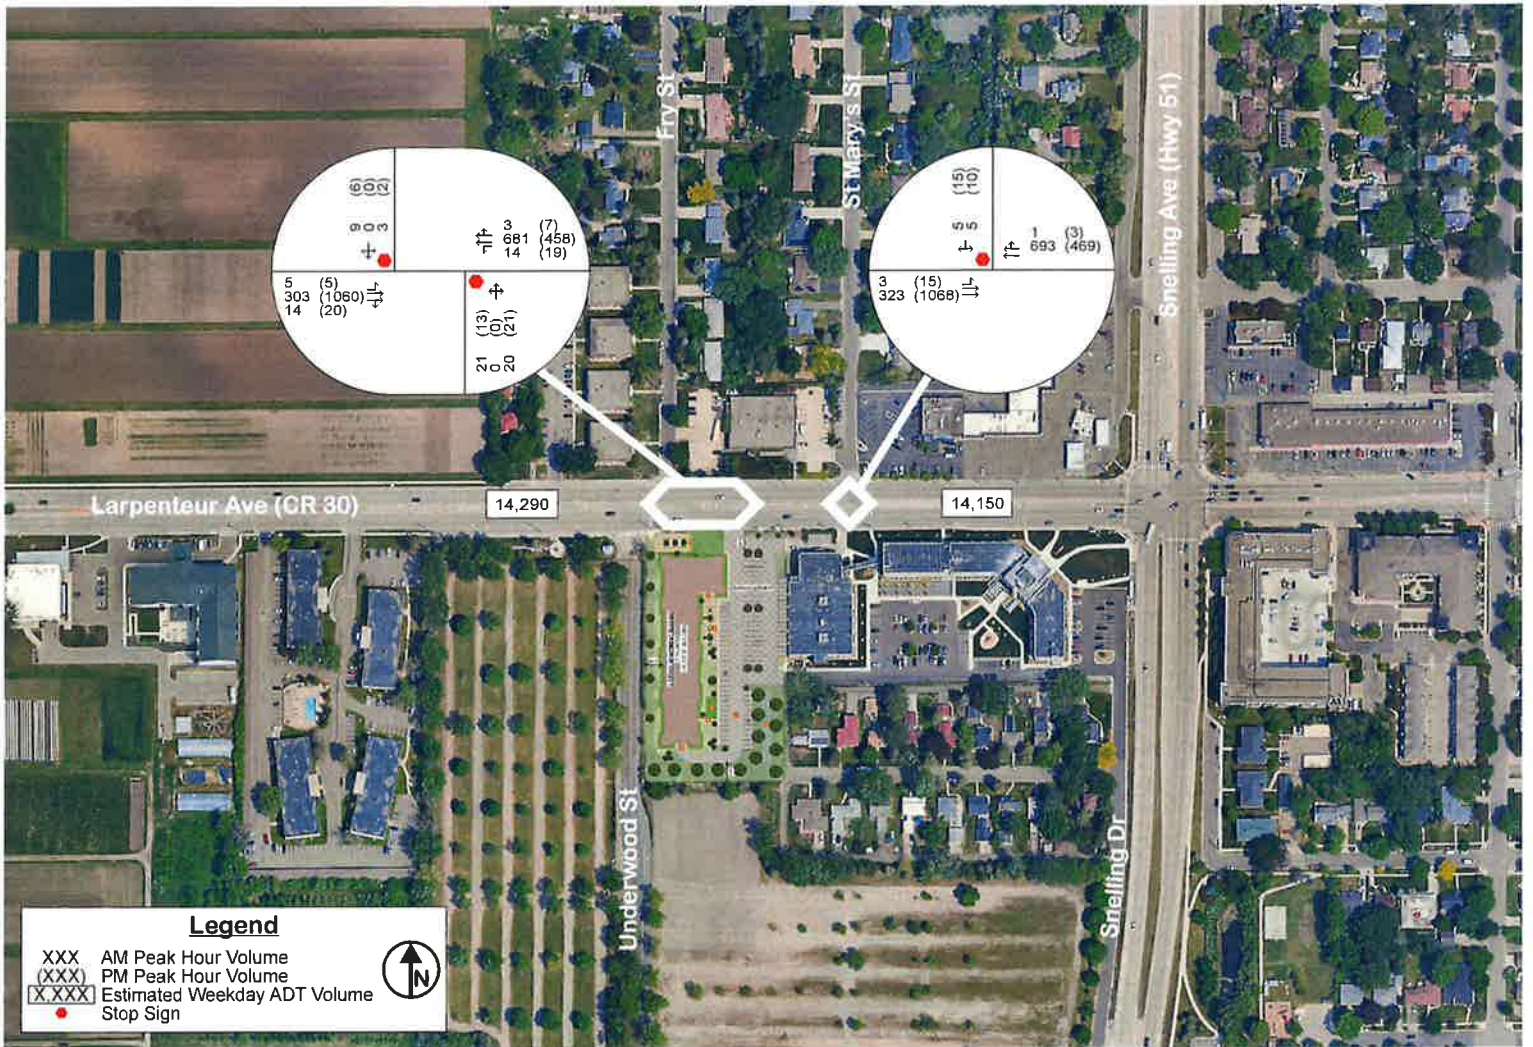 Fry St
St Mary's St
Snelling Ave (Hwy 51)
9 (6)
0 (0)
3 (2)
3 (7)
681 (458)
14 (19)
5 (5)
303 (1060)
14 (20)
21 (13)
0 (0)
20 (21)
5 (15)
5 (10)
1 (3)
693 (469)
3 (15)
323 (1068)
Larpenteur Ave (CR 30)
14,290
14,150
Underwood St
Snelling Dr
Legend
XXX AM Peak Hour Volume
(XXX) PM Peak Hour Volume
X,XXX Estimated Weekday ADT Volume
Stop Sign
N